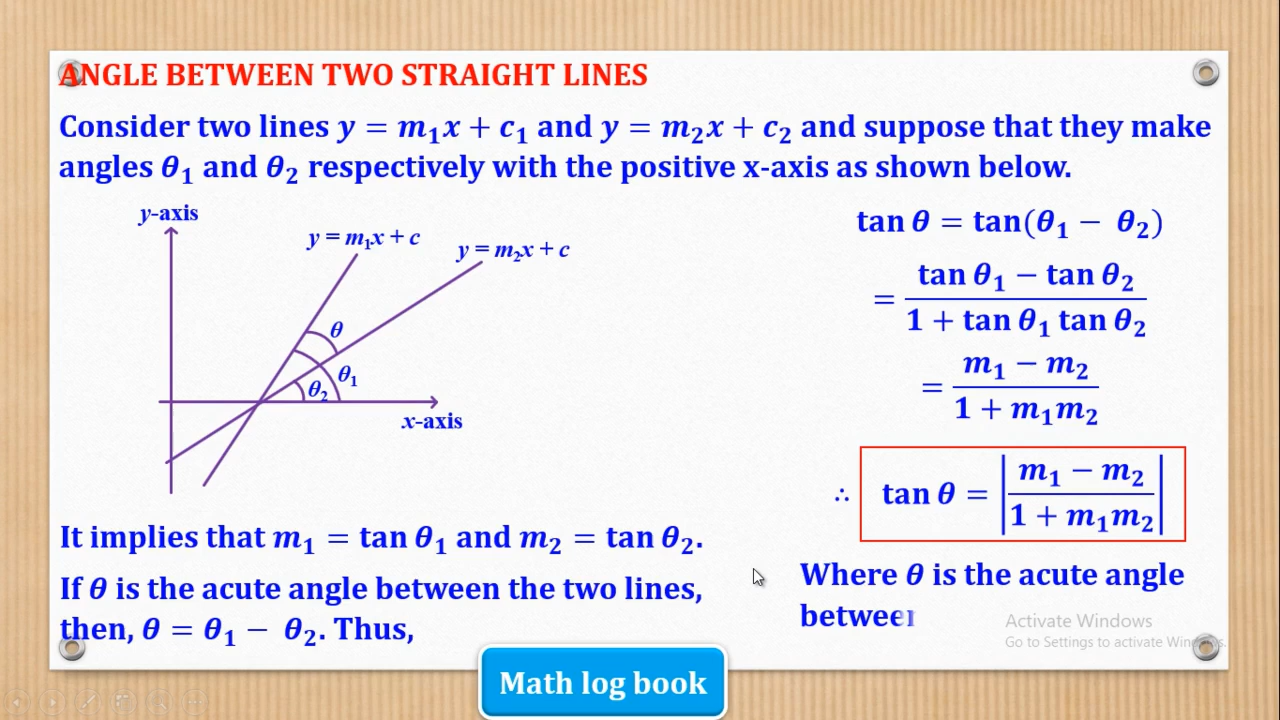 ANGLE BETWEEN TWO STRAIGHT LINES
Consider two lines y = m₁x + c₁ and y = m₂x + c₂ and suppose that they make
angles θ₁ and θ₂ respectively with the positive x-axis as shown below.
y-axis
y = m₁x + c
y = m₂x + c
θ
θ₁
θ₂
x-axis
It implies that m₁ = tan θ₁ and m₂ = tan θ₂.
If θ is the acute angle between the two lines,
then, θ = θ₁ − θ₂. Thus,
tan θ = tan(θ₁ − θ₂)
= (tan θ₁ − tan θ₂) / (1 + tan θ₁ tan θ₂)
= (m₁ − m₂) / (1 + m₁m₂)
∴ tan θ = |(m₁ − m₂) / (1 + m₁m₂)|
Where θ is the acute angle
between
Activate Windows
Go to Settings to activate Windows.
Math log book